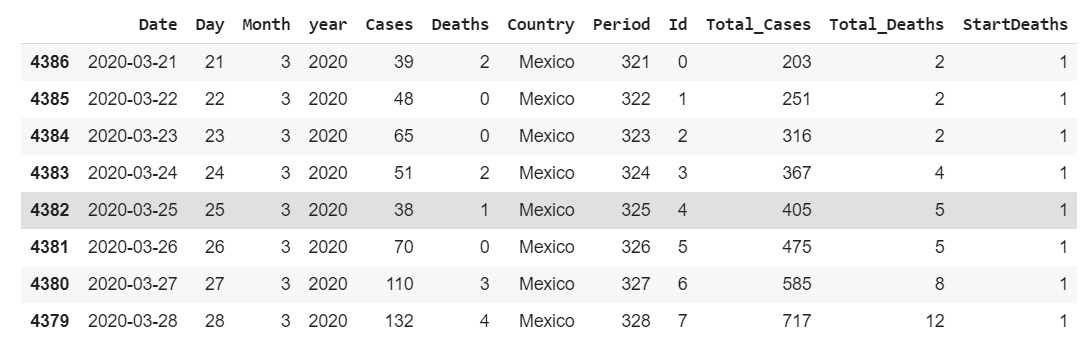 Date Day Month year Cases Deaths Country Period Id Total_Cases Total_Deaths StartDeaths
4386 2020-03-21 21 3 2020 39 2 Mexico 321 0 203 2 1
4385 2020-03-22 22 3 2020 48 0 Mexico 322 1 251 2 1
4384 2020-03-23 23 3 2020 65 0 Mexico 323 2 316 2 1
4383 2020-03-24 24 3 2020 51 2 Mexico 324 3 367 4 1
4382 2020-03-25 25 3 2020 38 1 Mexico 325 4 405 5 1
4381 2020-03-26 26 3 2020 70 0 Mexico 326 5 475 5 1
4380 2020-03-27 27 3 2020 110 3 Mexico 327 6 585 8 1
4379 2020-03-28 28 3 2020 132 4 Mexico 328 7 717 12 1